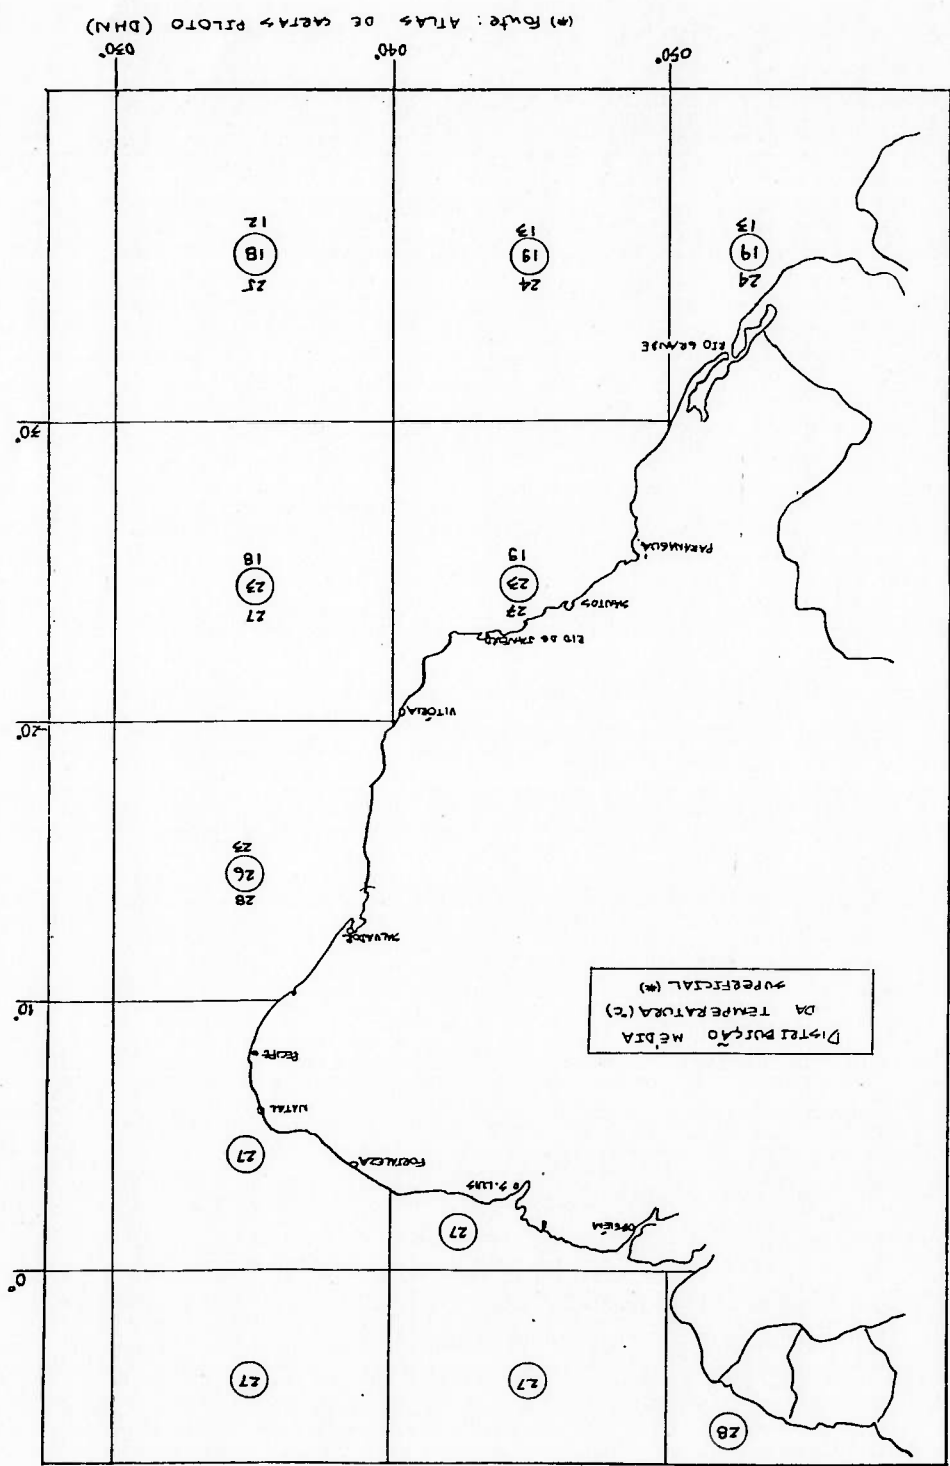 28
27
27
0°
BELÉM
27
S. LUIS
FORTALEZA
27
NATAL
RECIFE
DISTRIBUIÇÃO MÉDIA
DA TEMPERATURA (°C)
SUPERFICIAL (*)
10°
SALVADOR
28
26
23
VITÓRIA
20°
RIO DE JANEIRO
SANTOS
27
23
19
27
23
18
PARANAGUÁ
30°
RIO GRANDE
24
19
13
24
19
13
25
18
12
050°
040°
030°
(*) Fonte: ATLAS DE CARTAS PILOTO (DHN)